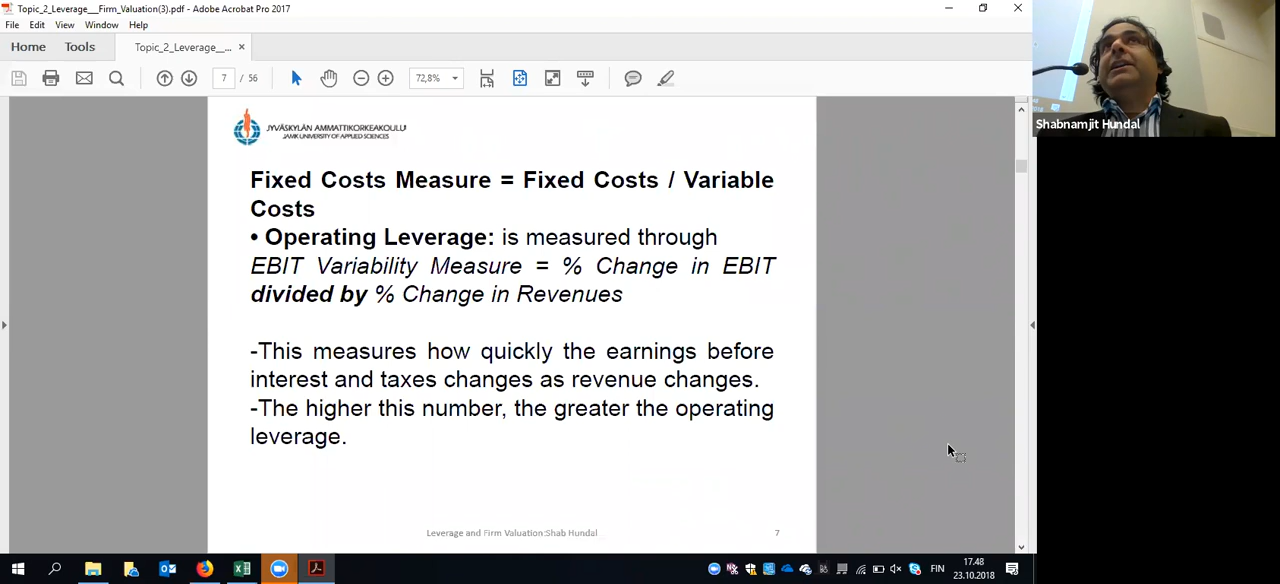 Topic_2_Leverage__Firm_Valuation(3).pdf - Adobe Acrobat Pro 2017
File Edit View Window Help
Home Tools Topic_2_Leverage__... ×
7 / 56 72,8%
JYVÄSKYLÄN AMMATTIKORKEAKOULU
JAMK UNIVERSITY OF APPLIED SCIENCES
Shabnamjit Hundal
Fixed Costs Measure = Fixed Costs / Variable
Costs
• Operating Leverage: is measured through
EBIT Variability Measure = % Change in EBIT
divided by % Change in Revenues
-This measures how quickly the earnings before
interest and taxes changes as revenue changes.
-The higher this number, the greater the operating
leverage.
Leverage and Firm Valuation:Shab Hundal 7
FIN 17.48
23.10.2018